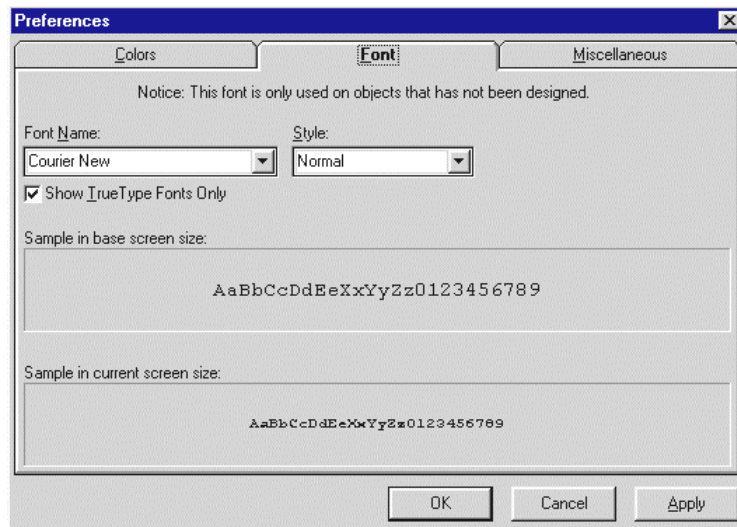 Preferences
Colors Font Miscellaneous
Notice: This font is only used on objects that has not been designed.
Font Name: Style:
Courier New Normal
Show TrueType Fonts Only
Sample in base screen size:
AaBbCcDdEeXxYyZz0123456789
Sample in current screen size:
AaBbCcDdEeXxYyZz0123456789
OK Cancel Apply